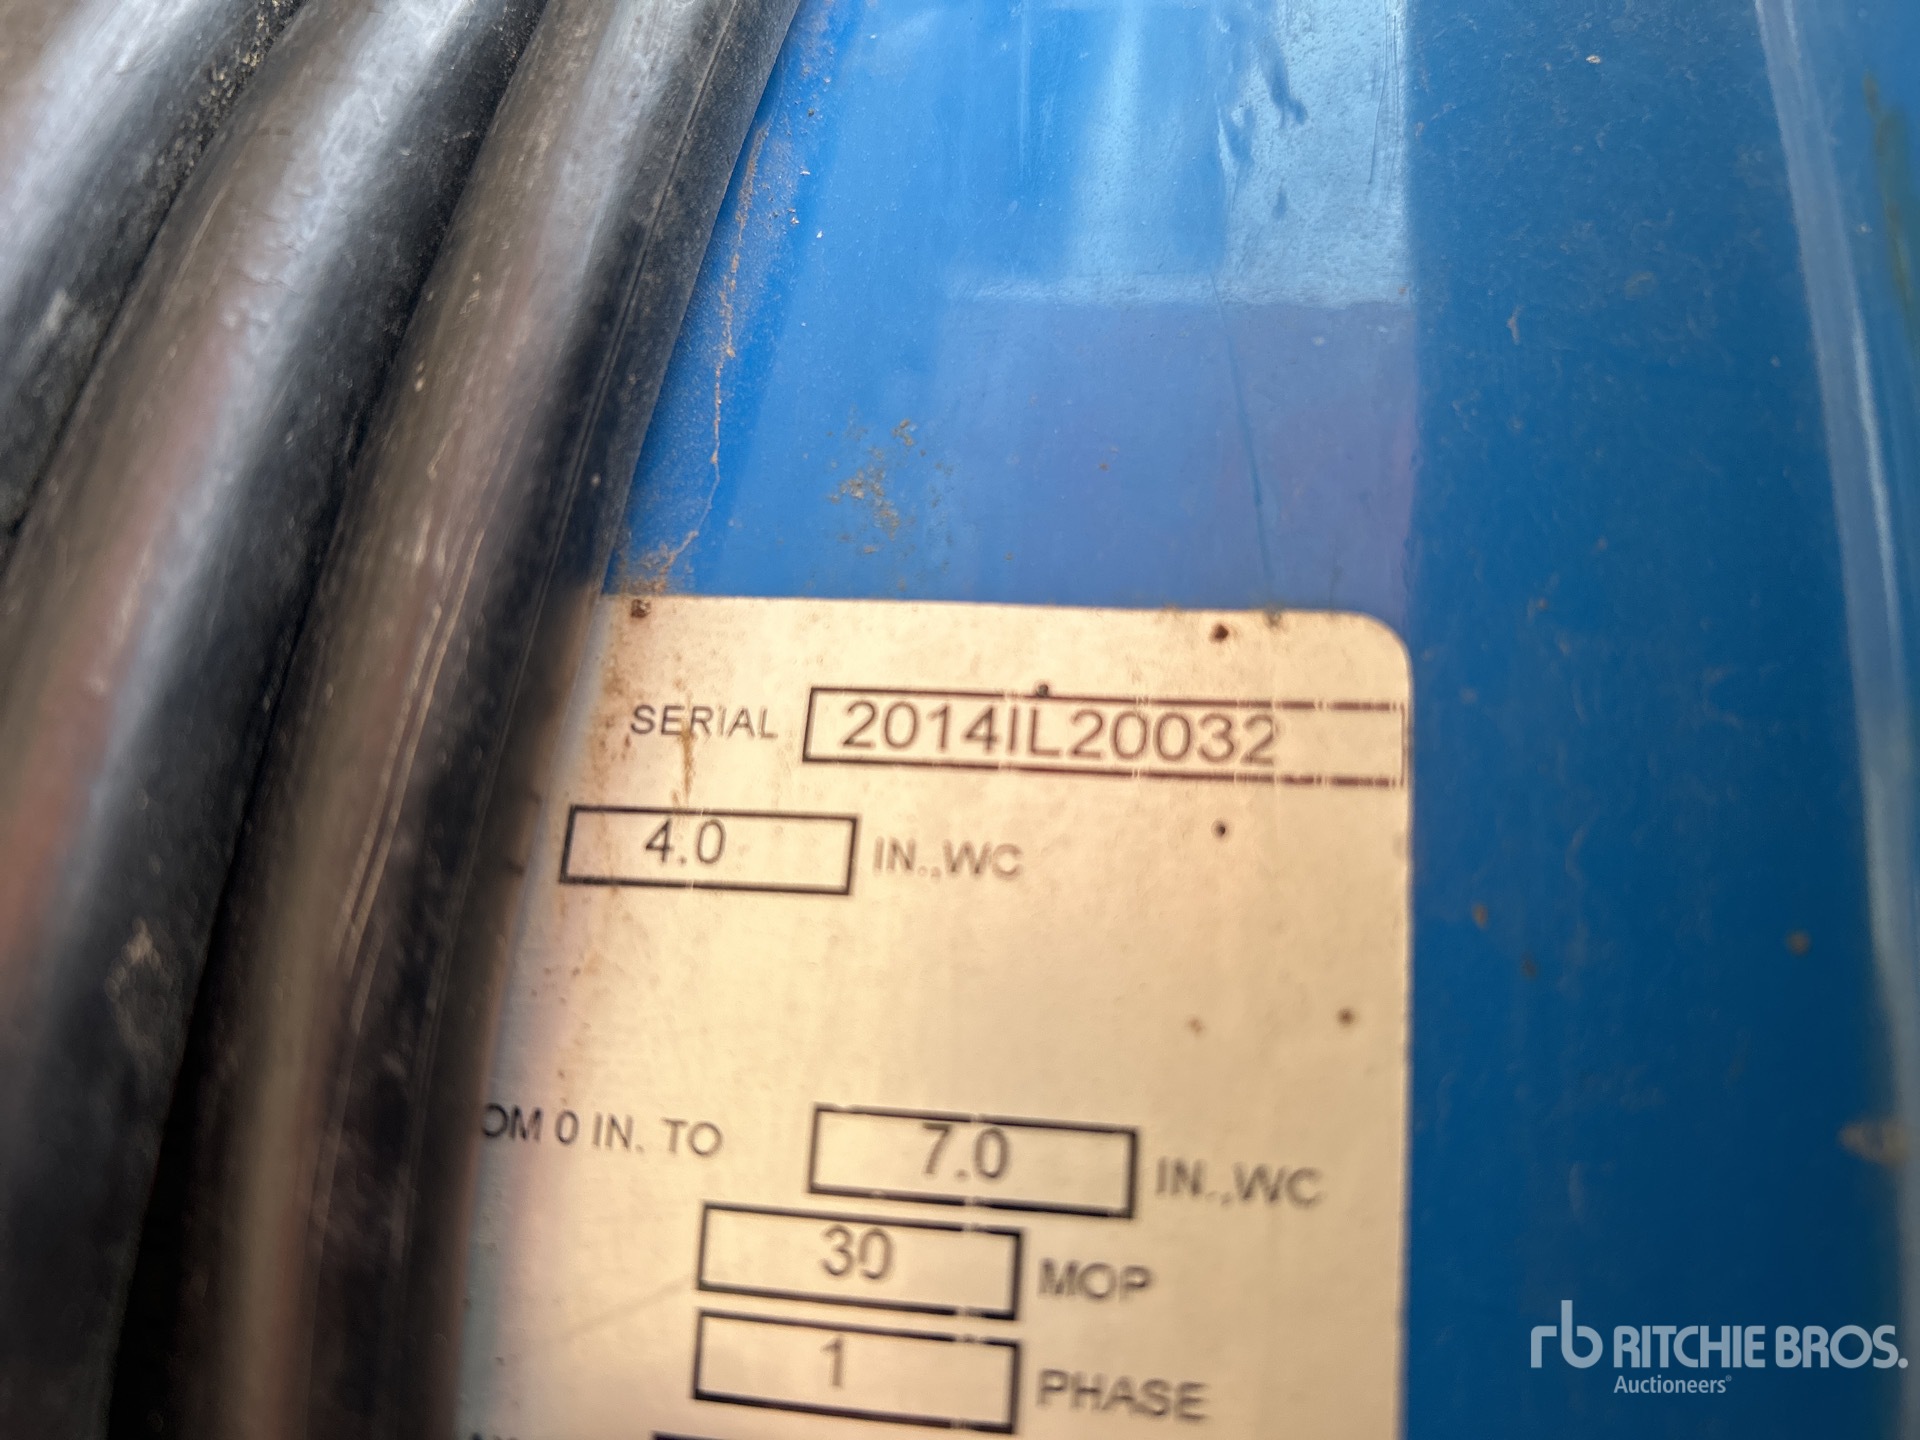 SERIAL 2014IL20032
4.0 IN.,WC
OM 0 IN. TO 7.0 IN.,WC
30 MOP
1 PHASE
rb RITCHIE BROS.
Auctioneers®